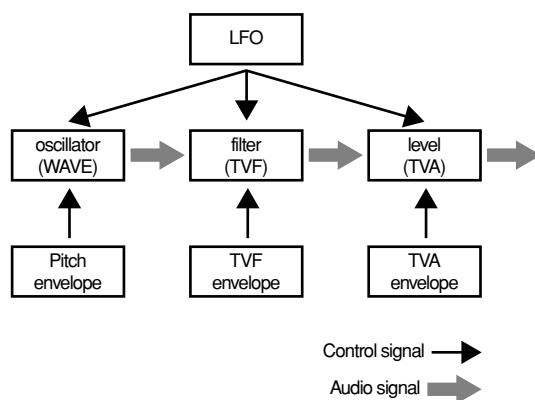 LFO
oscillator
(WAVE)
filter
(TVF)
level
(TVA)
Pitch
envelope
TVF
envelope
TVA
envelope
Control signal
Audio signal